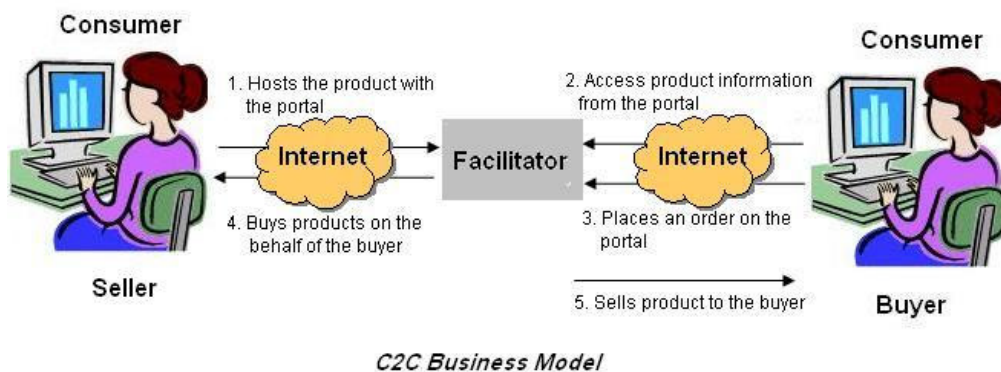 Consumer
Consumer
1. Hosts the product with
the portal
2. Access product information
from the portal
Internet
Facilitator
Internet
4. Buys products on the
behalf of the buyer
3. Places an order on the
portal
Seller
5. Sells product to the buyer
Buyer
C2C Business Model